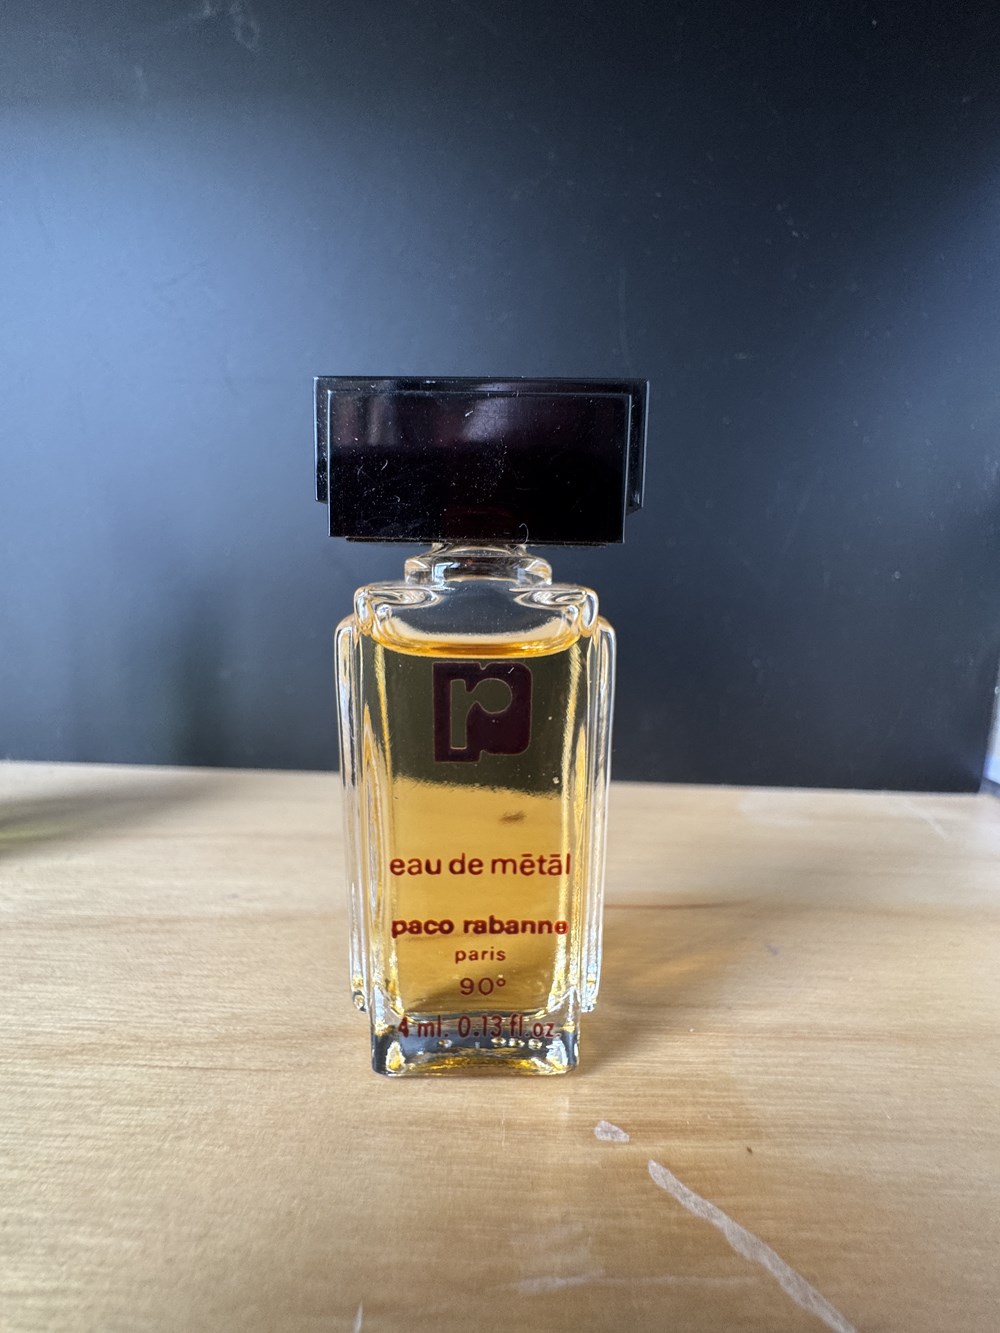 r
eau de mētāl
paco rabanne
paris
90°
4 ml. 0.13 fl.oz.